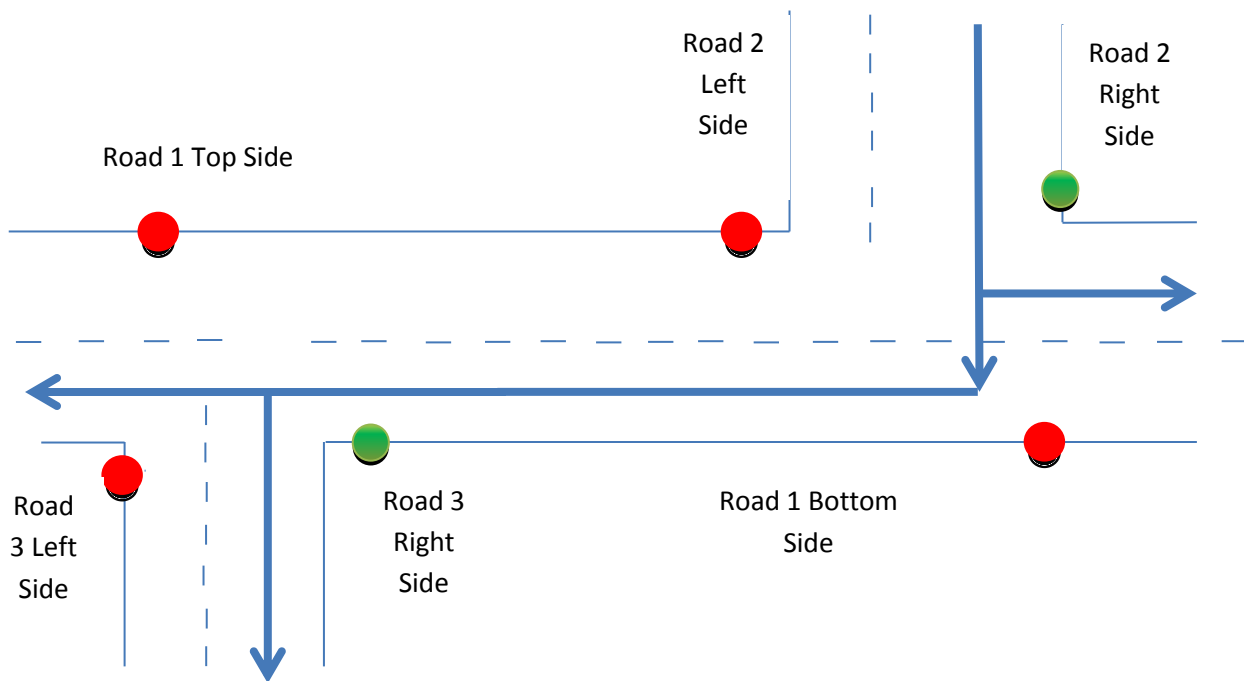 Road 2
Left
Side
Road 2
Right
Side
Road 1 Top Side
Road
3 Left
Side
Road 3
Right
Side
Road 1 Bottom
Side